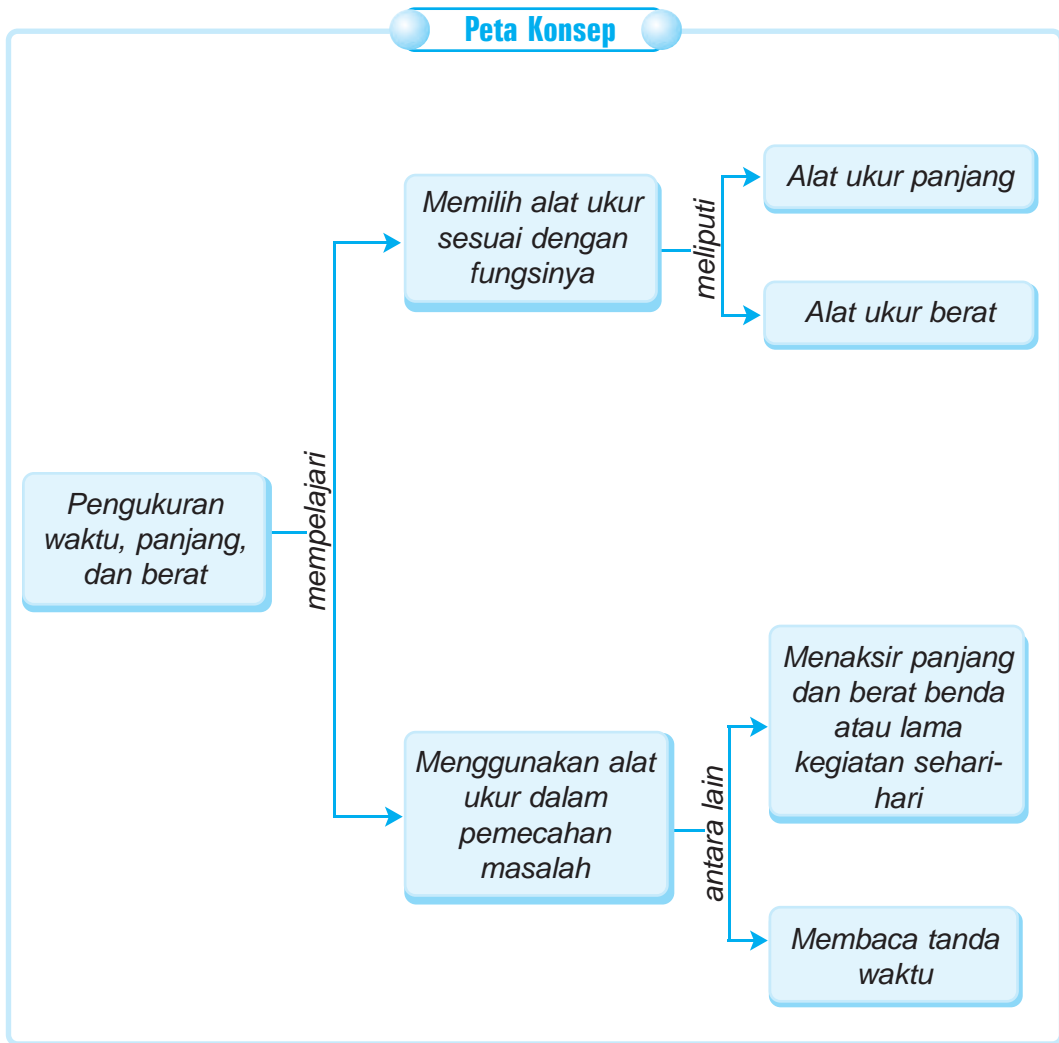 Peta Konsep
Pengukuran
waktu, panjang,
dan berat
mempelajari
Memilih alat ukur
sesuai dengan
fungsinya
meliputi
Alat ukur panjang
Alat ukur berat
Menggunakan alat
ukur dalam
pemecahan
masalah
antara lain
Menaksir panjang
dan berat benda
atau lama
kegiatan sehari-
hari
Membaca tanda
waktu